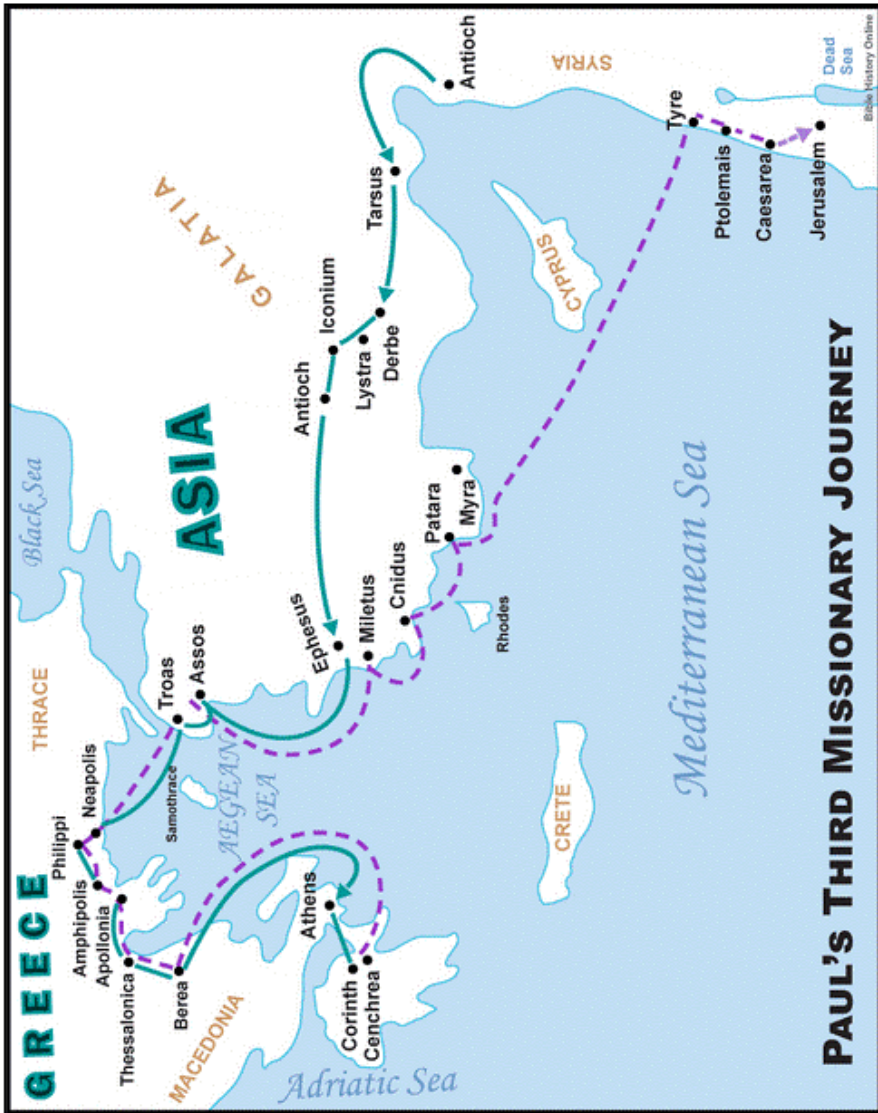 GREECE
THRACE
Black Sea
ASIA
GALATIA
MACEDONIA
Philippi
Neapolis
Amphipolis
Apollonia
Thessalonica
Berea
Samothrace
Troas
Assos
AEGEAN
SEA
Athens
Corinth
Cenchrea
Adriatic Sea
Ephesus
Miletus
Cnidus
Patara
Myra
Rhodes
Antioch
Iconium
Lystra
Derbe
Tarsus
Antioch
SYRIA
CYPRUS
CRETE
Mediterranean Sea
Tyre
Ptolemais
Caesarea
Jerusalem
Dead
Sea
PAUL'S THIRD MISSIONARY JOURNEY
Bible History Online